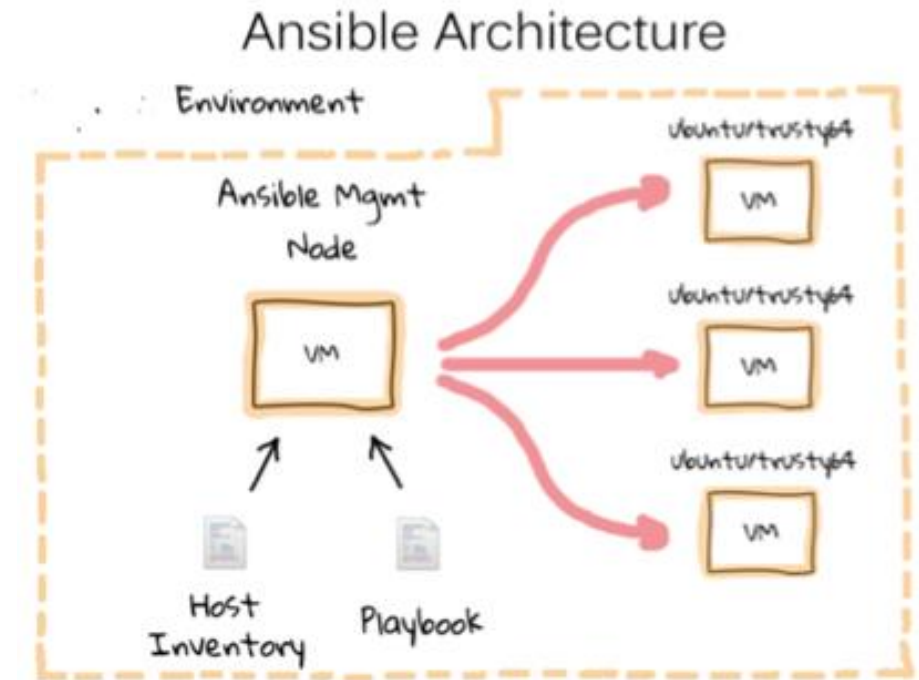 Ansible Architecture
Environment
Ansible Mgmt
Node
VM
Host
Inventory
Playbook
ubuntu/trusty64
VM
ubuntu/trusty64
VM
ubuntu/trusty64
VM